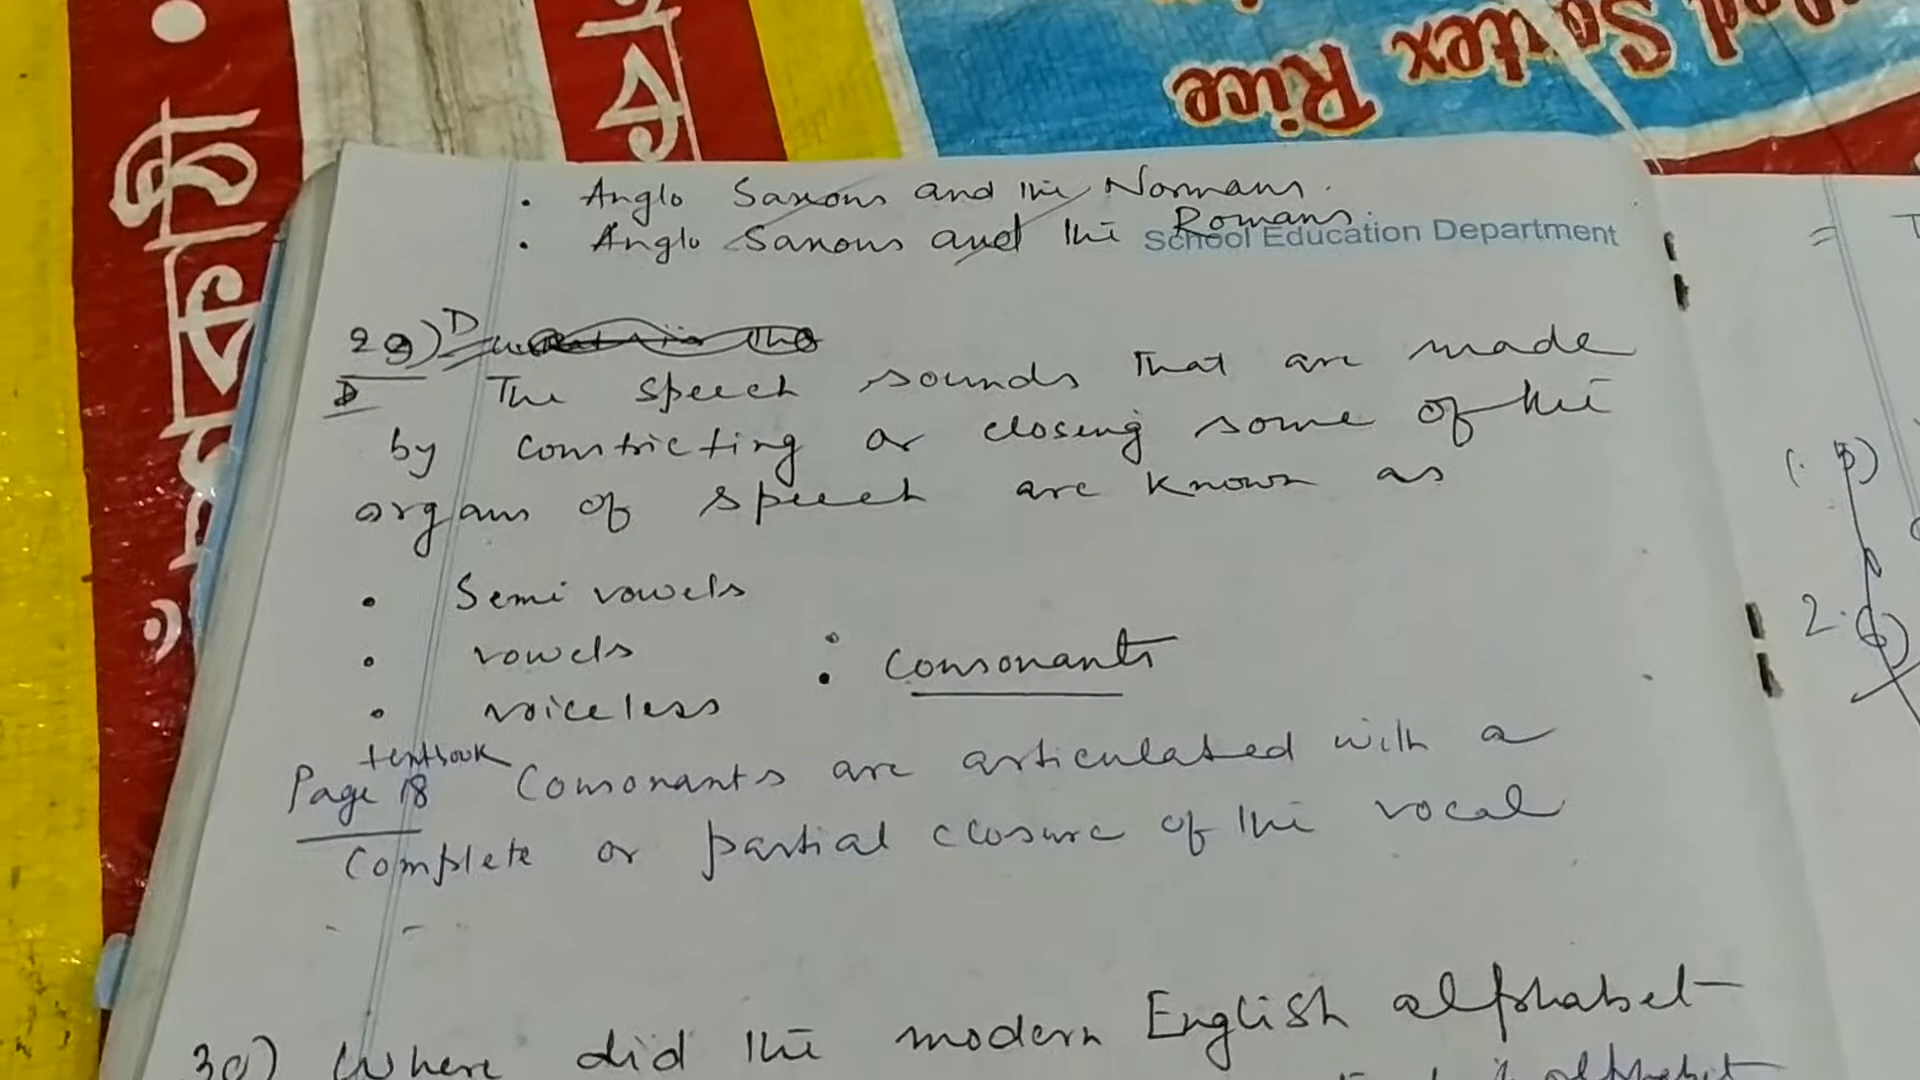 Rice
Sortex
• Anglo Saxons and the Normans.
• Anglo Saxons and the Romans.
School Education Department
29) D
D The speech sounds that are made
by constricting or closing some of the
organs of speech are known as
• Semi vowels
• vowels
• voiceless
: consonants
textbook
Page 18 Consonants are articulated with a
complete or partial closure of the vocal
30) Where did the modern English alphabet
alphabet
2.